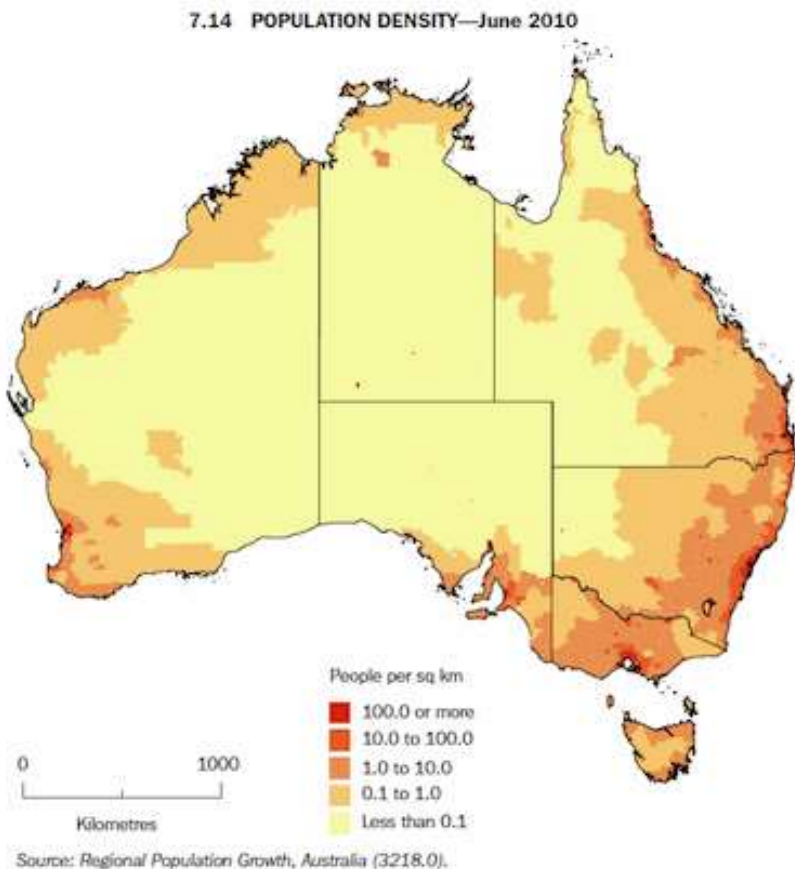 7.14 POPULATION DENSITY—June 2010
People per sq km
100.0 or more
10.0 to 100.0
1.0 to 10.0
0.1 to 1.0
Less than 0.1
0 1000
Kilometres
Source: Regional Population Growth, Australia (3218.0).